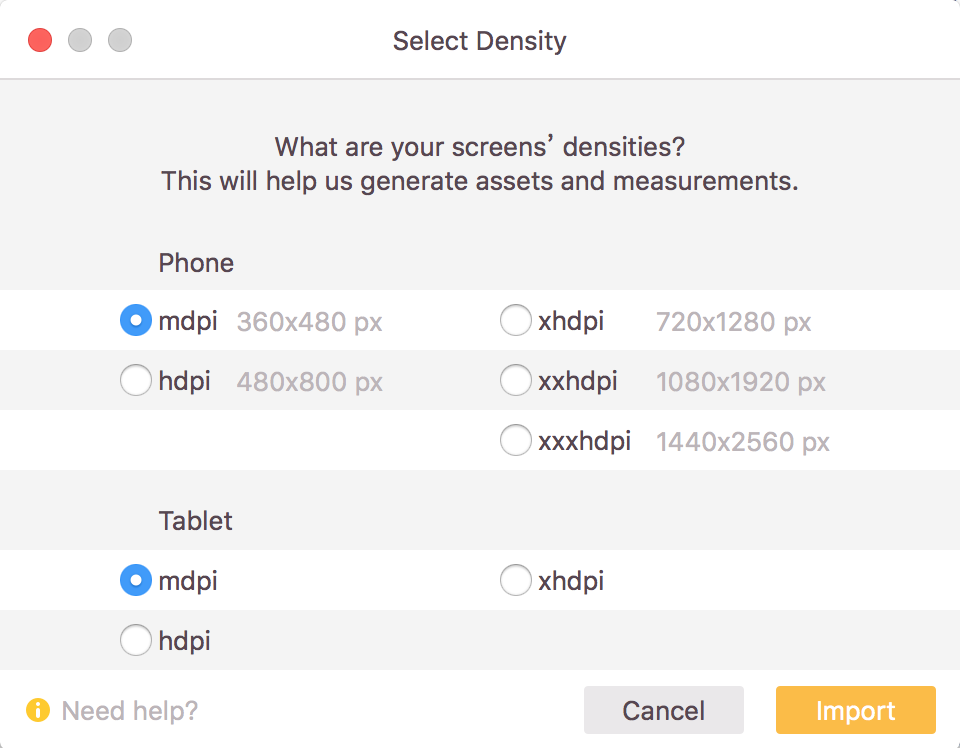 Select Density
What are your screens’ densities?
This will help us generate assets and measurements.
Phone
mdpi 360x480 px xhdpi 720x1280 px
hdpi 480x800 px xxhdpi 1080x1920 px
xxxhdpi 1440x2560 px
Tablet
mdpi xhdpi
hdpi
Need help? Cancel Import